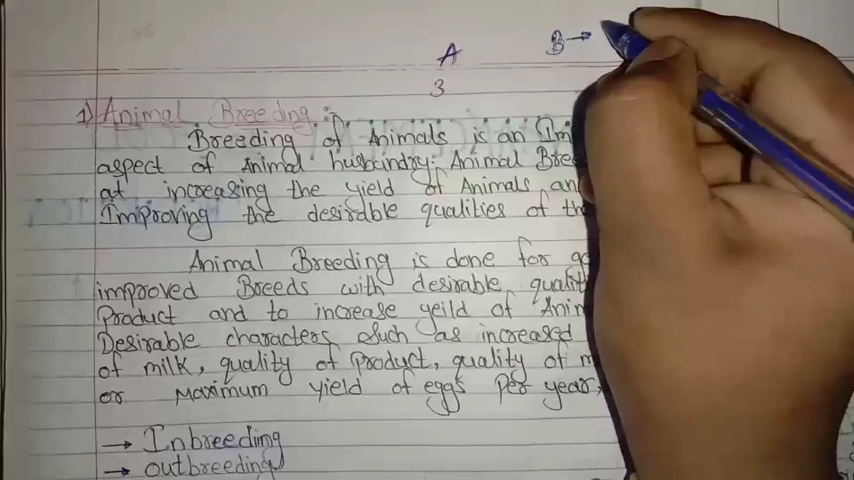 A
B →
3
1) Animal Breeding :-
Breeding of Animals is an
aspect of Animal husbandry. Animal
at increasing the yield of Animals
Improving the desirable qualities of
Animal Breeding is done for
improved Breeds with desirable
Product and to increase yeild of
Desirable characters Such as increased
of milk, quality of Product, quality of
or Maximum yield of eggs Per year,
→ Inbreeding
→ outbreeding